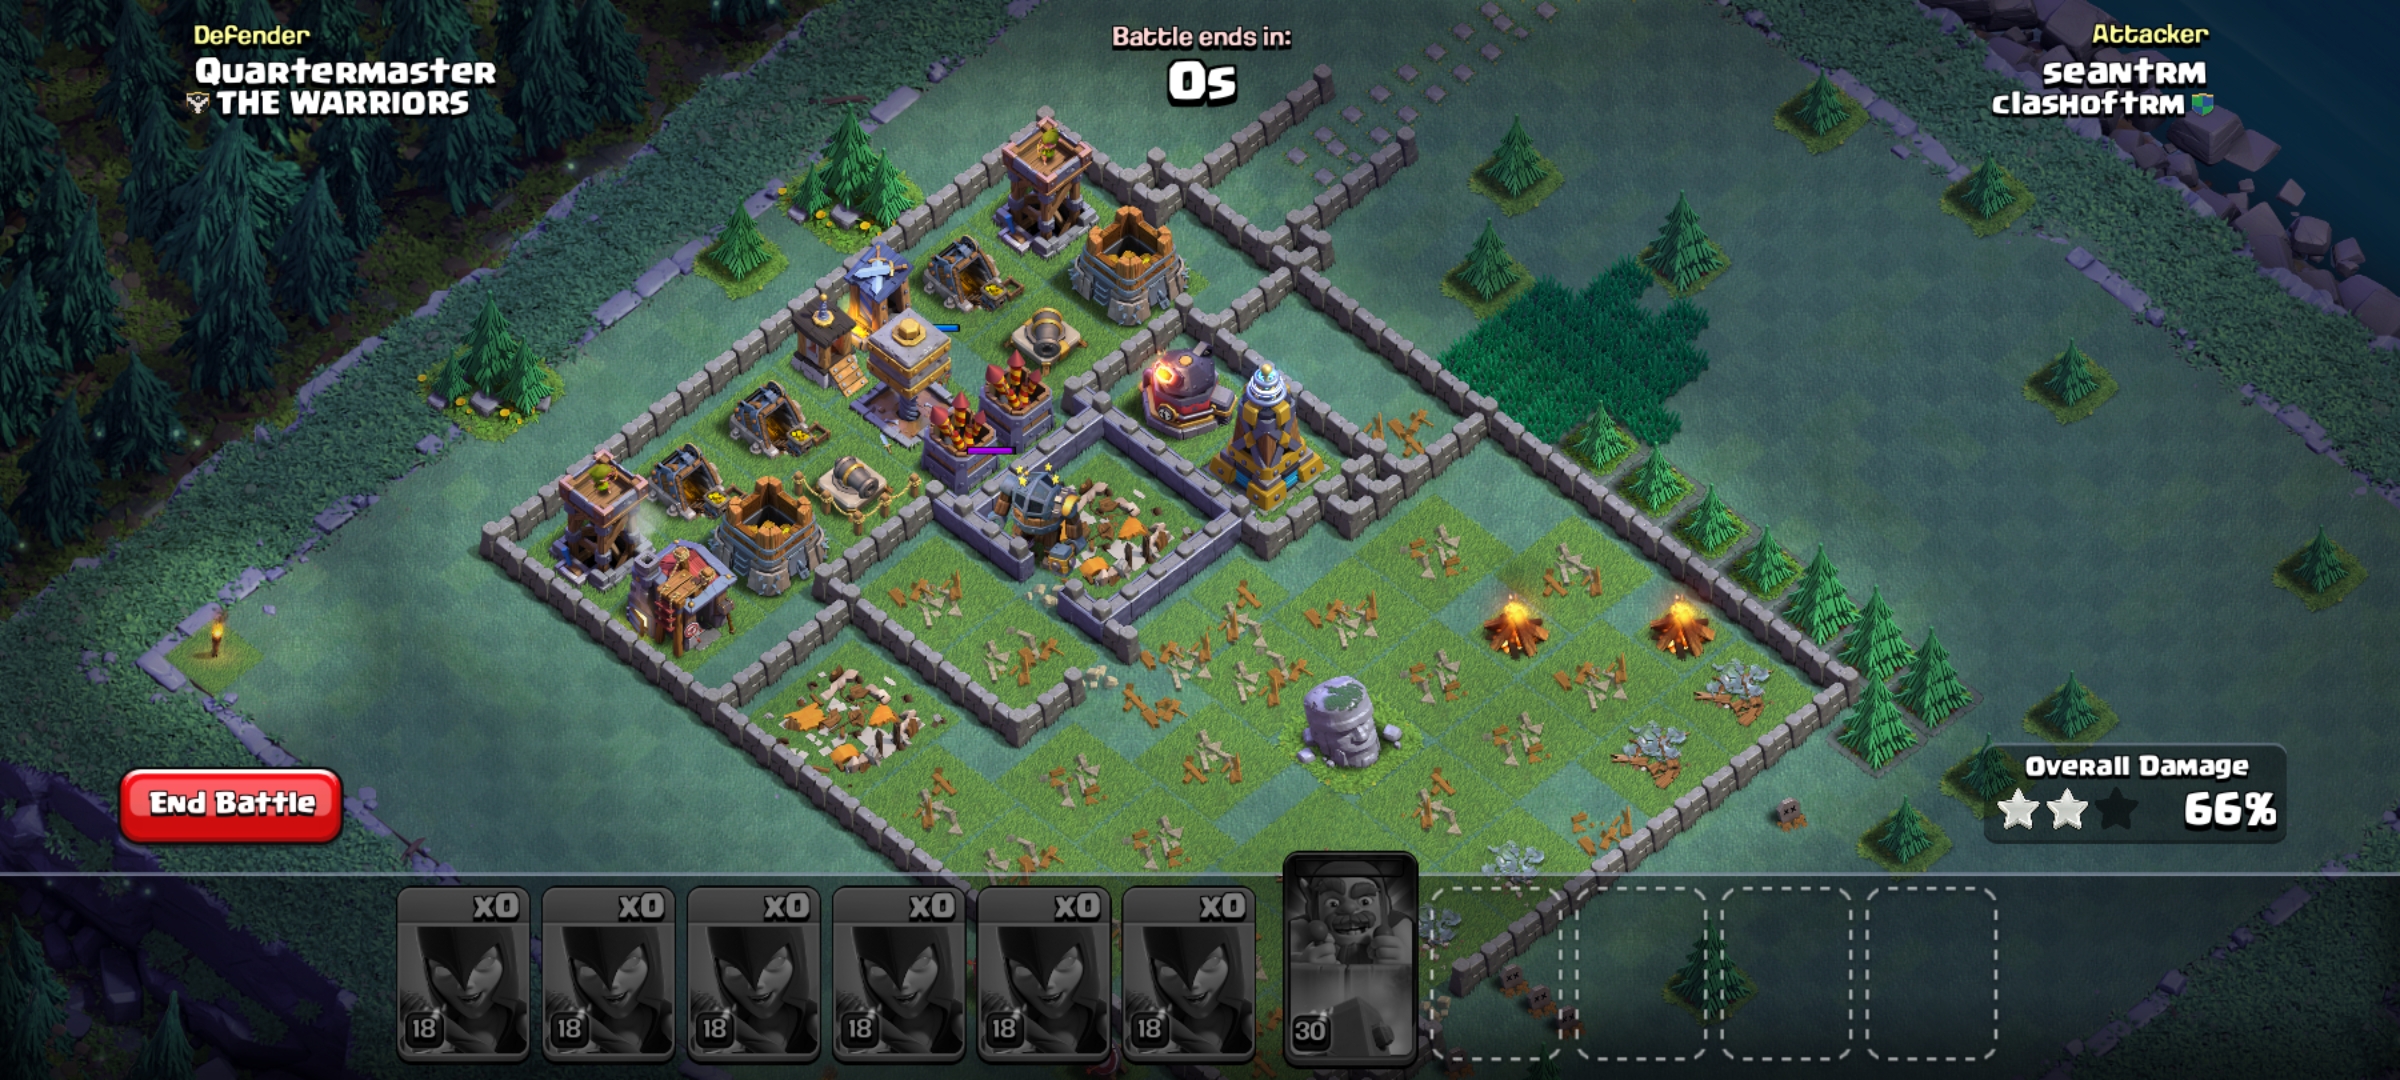 Defender
Quartermaster
THE WARRIORS
Battle ends in:
0s
Attacker
seantRM
clashoftRM
End Battle
Overall Damage
66%
x0 x0 x0 x0 x0 x0
18 18 18 18 18 18 30